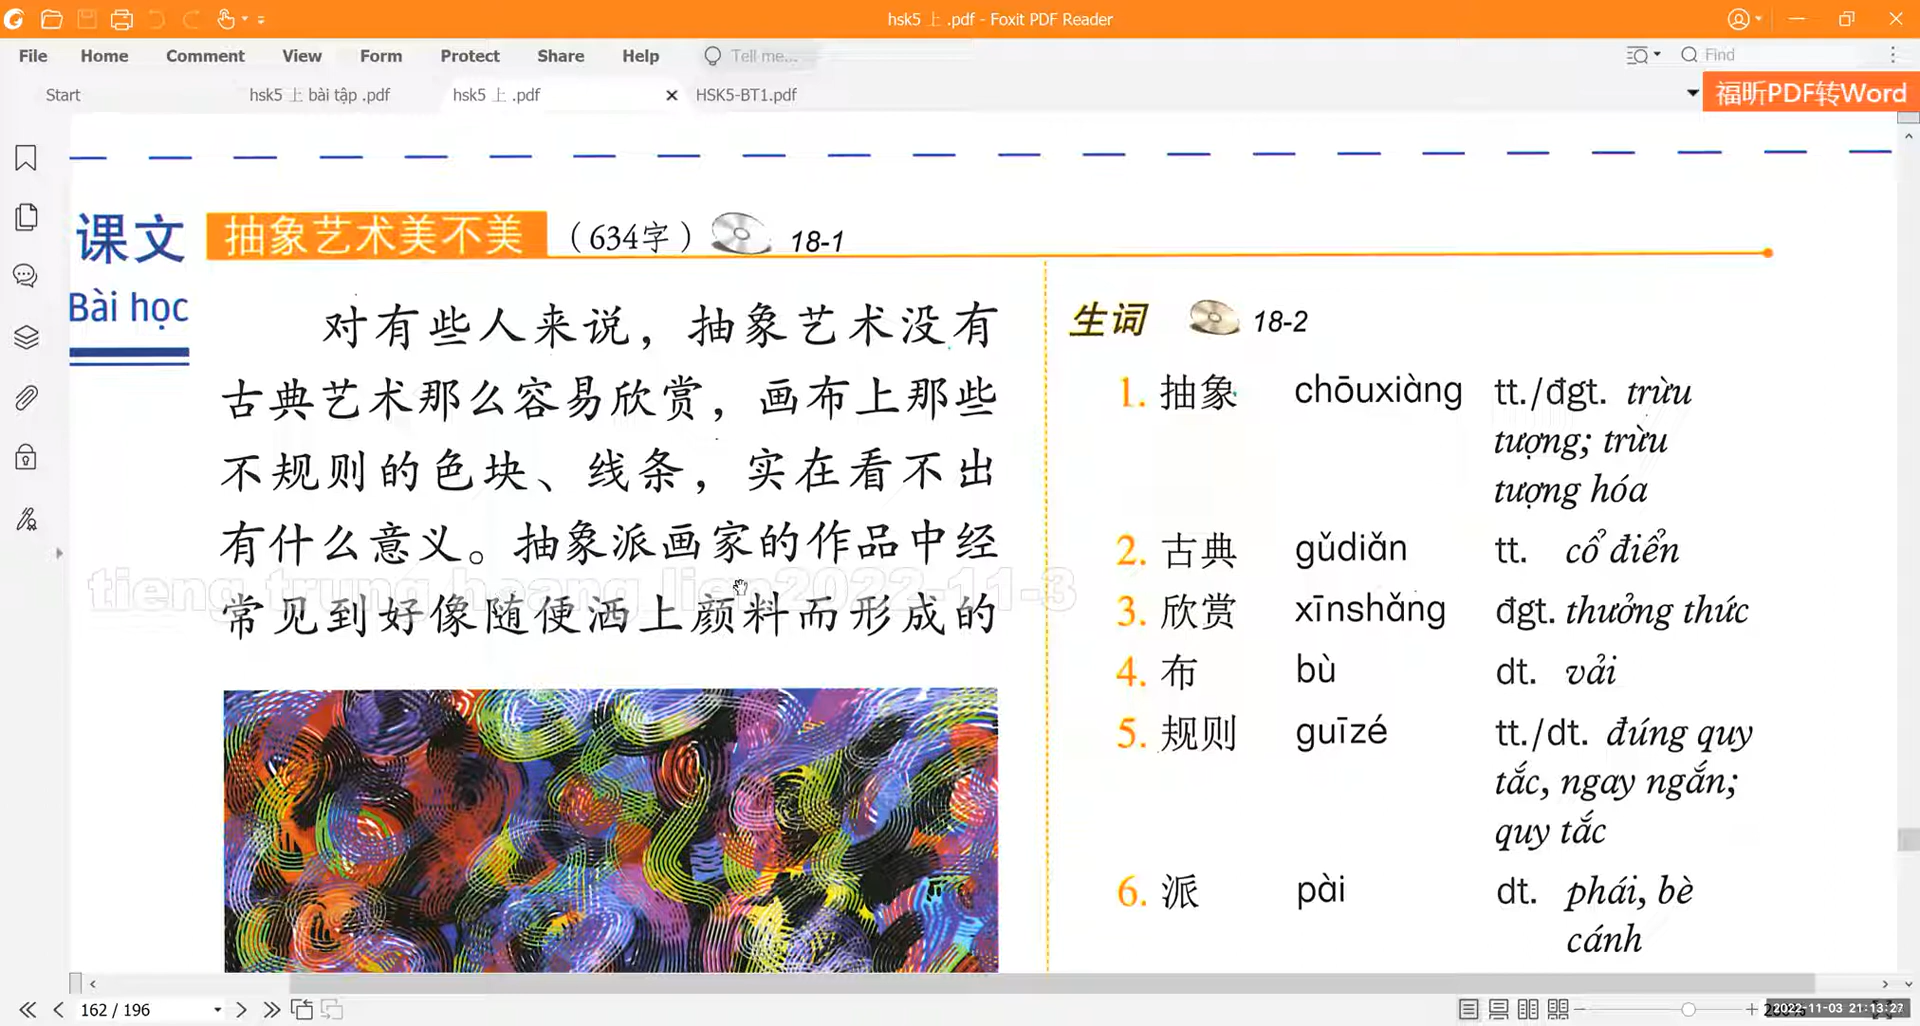 hsk5 上 .pdf - Foxit PDF Reader
File Home Comment View Form Protect Share Help Tell me... Find
Start hsk5 上 bài tập .pdf hsk5 上 .pdf HSK5-BT1.pdf 福昕PDF转Word
课文 抽象艺术美不美 (634字) 18-1
Bài học
对有些人来说，抽象艺术没有
古典艺术那么容易欣赏，画布上那些
不规则的色块、线条，实在看不出
有什么意义。抽象派画家的作品中经
常见到好像随便洒上颜料而形成的
tieng trung hoang lien2022-11-3
生词 18-2
1. 抽象 chōuxiàng tt./đgt. trừu
tượng; trừu
tượng hóa
2. 古典 gǔdiǎn tt. cổ điển
3. 欣赏 xīnshǎng đgt. thưởng thức
4. 布 bù dt. vải
5. 规则 guīzé tt./dt. đúng quy
tắc, ngay ngắn;
quy tắc
6. 派 pài dt. phái, bè
cánh
162 / 196
2022-11-03 21:13:27